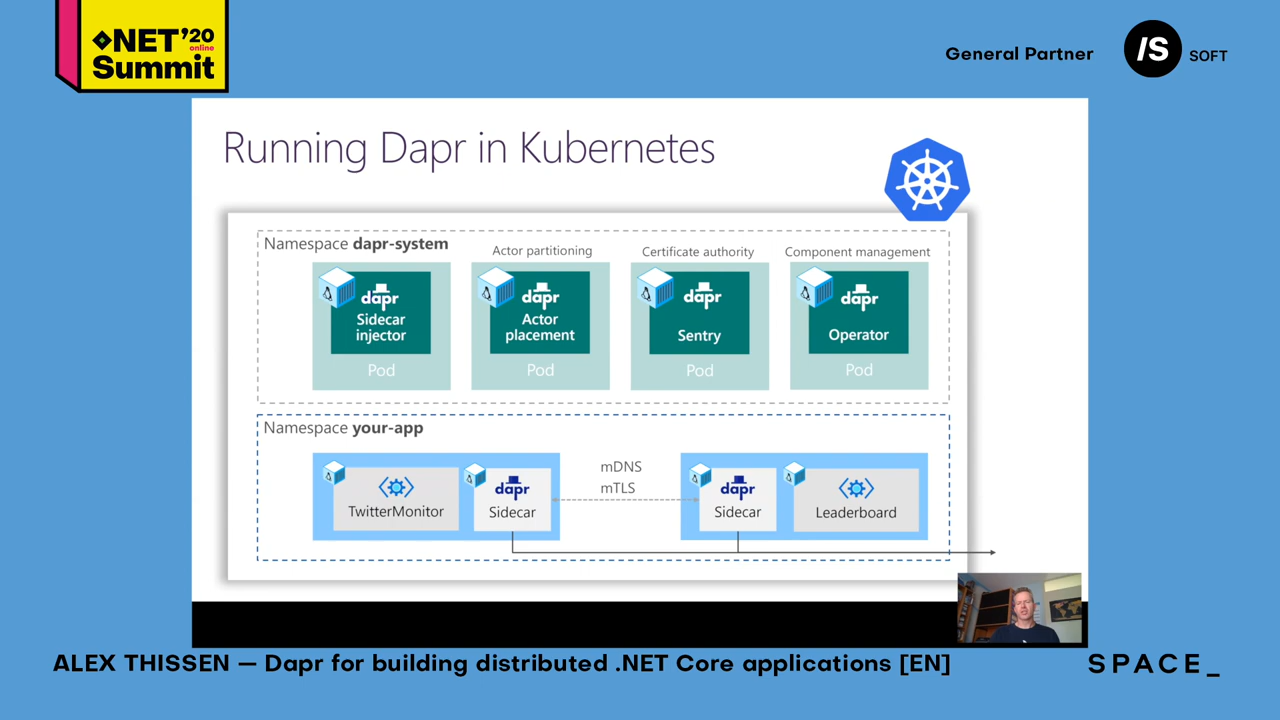 .NET'20
online
Summit
General Partner
/S
SOFT
Running Dapr in Kubernetes
Namespace dapr-system
Actor partitioning
Certificate authority
Component management
dapr
Sidecar
injector
Pod
dapr
Actor
placement
Pod
dapr
Sentry
Pod
dapr
Operator
Pod
Namespace your-app
TwitterMonitor
dapr
Sidecar
mDNS
mTLS
dapr
Sidecar
Leaderboard
ALEX THISSEN — Dapr for building distributed .NET Core applications [EN]
SPACE_